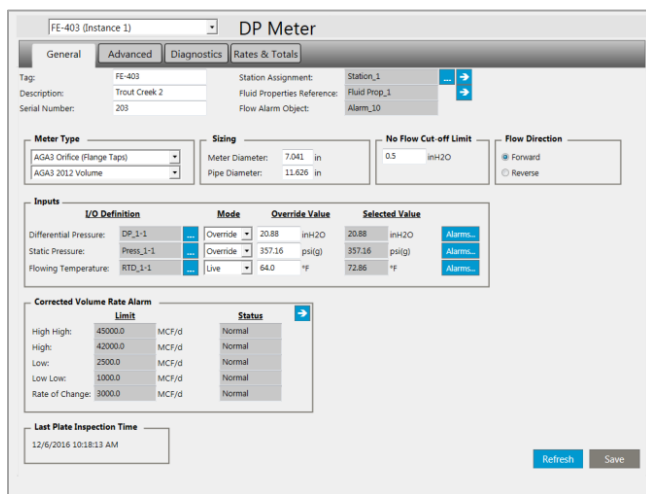 FE-403 (Instance 1) DP Meter
General Advanced Diagnostics Rates & Totals
Tag: FE-403 Station Assignment: Station_1 ...
Description: Trout Creek 2 Fluid Properties Reference: Fluid Prop_1
Serial Number: 203 Flow Alarm Object: Alarm_10
Meter Type Sizing No Flow Cut-off Limit Flow Direction
AGA3 Orifice (Flange Taps) Meter Diameter: 7.041 in 0.5 inH2O Forward
AGA3 2012 Volume Pipe Diameter: 11.626 in Reverse
Inputs
I/O Definition Mode Override Value Selected Value
Differential Pressure: DP_1-1 ... Override 20.88 inH2O 20.88 inH2O Alarms...
Static Pressure: Press_1-1 ... Override 357.16 psi(g) 357.16 psi(g) Alarms...
Flowing Temperature: RTD_1-1 ... Live 64.0 °F 72.86 °F Alarms...
Corrected Volume Rate Alarm
Limit Status
High High: 45000.0 MCF/d Normal
High: 42000.0 MCF/d Normal
Low: 2500.0 MCF/d Normal
Low Low: 1000.0 MCF/d Normal
Rate of Change: 3000.0 MCF/d Normal
Last Plate Inspection Time
12/6/2016 10:18:13 AM
Refresh Save